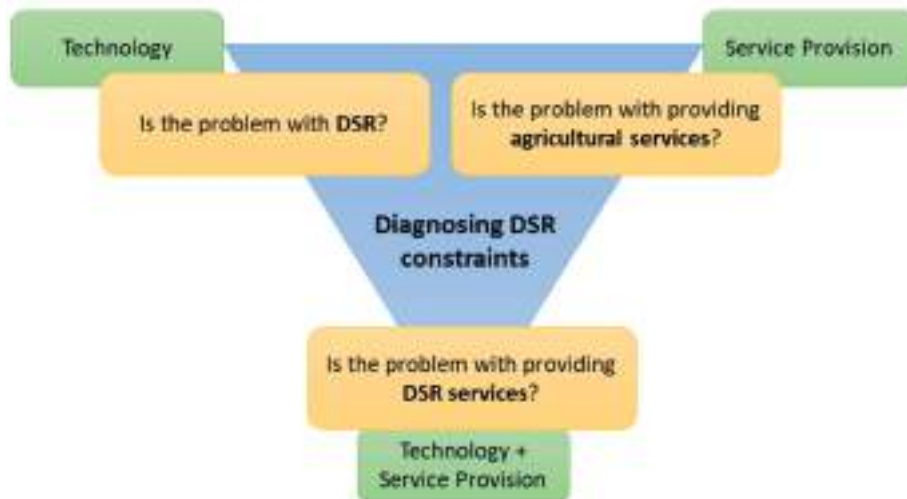 Technology
Service Provision
Is the problem with DSR?
Is the problem with providing
agricultural services?
Diagnosing DSR
constraints
Is the problem with providing
DSR services?
Technology +
Service Provision